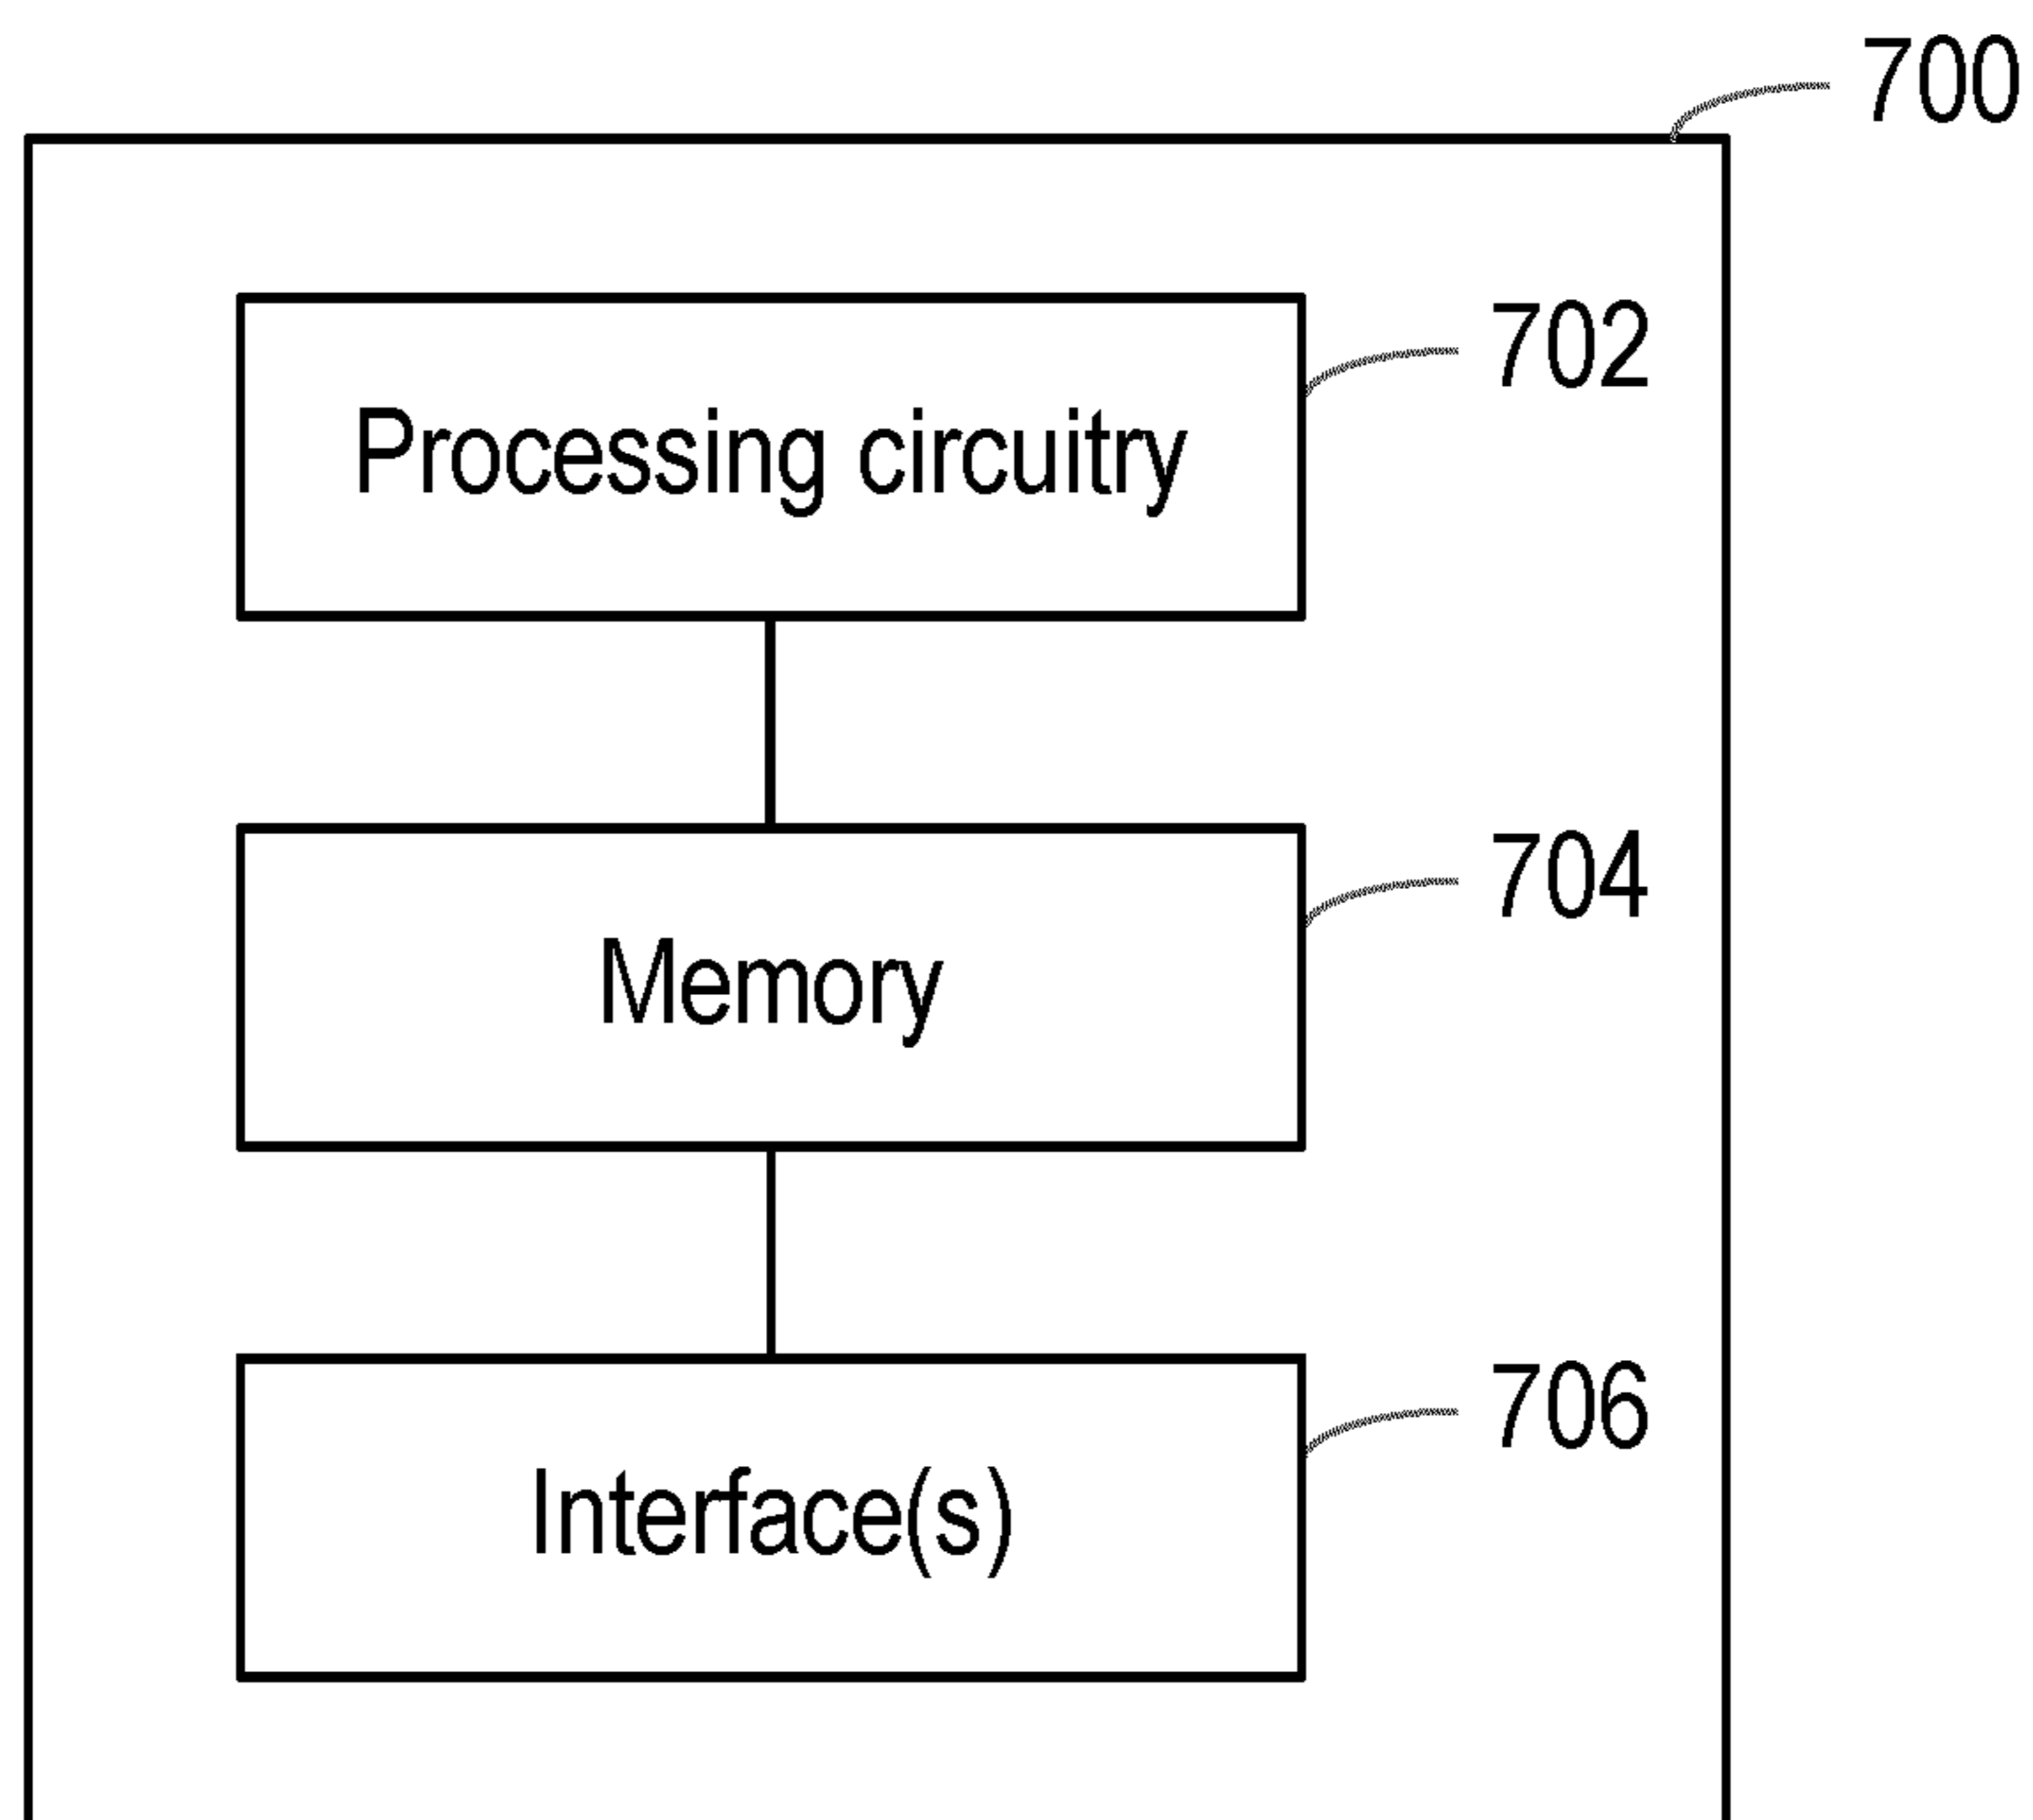 700
702
Processing circuitry
704
Memory
706
Interface(s)